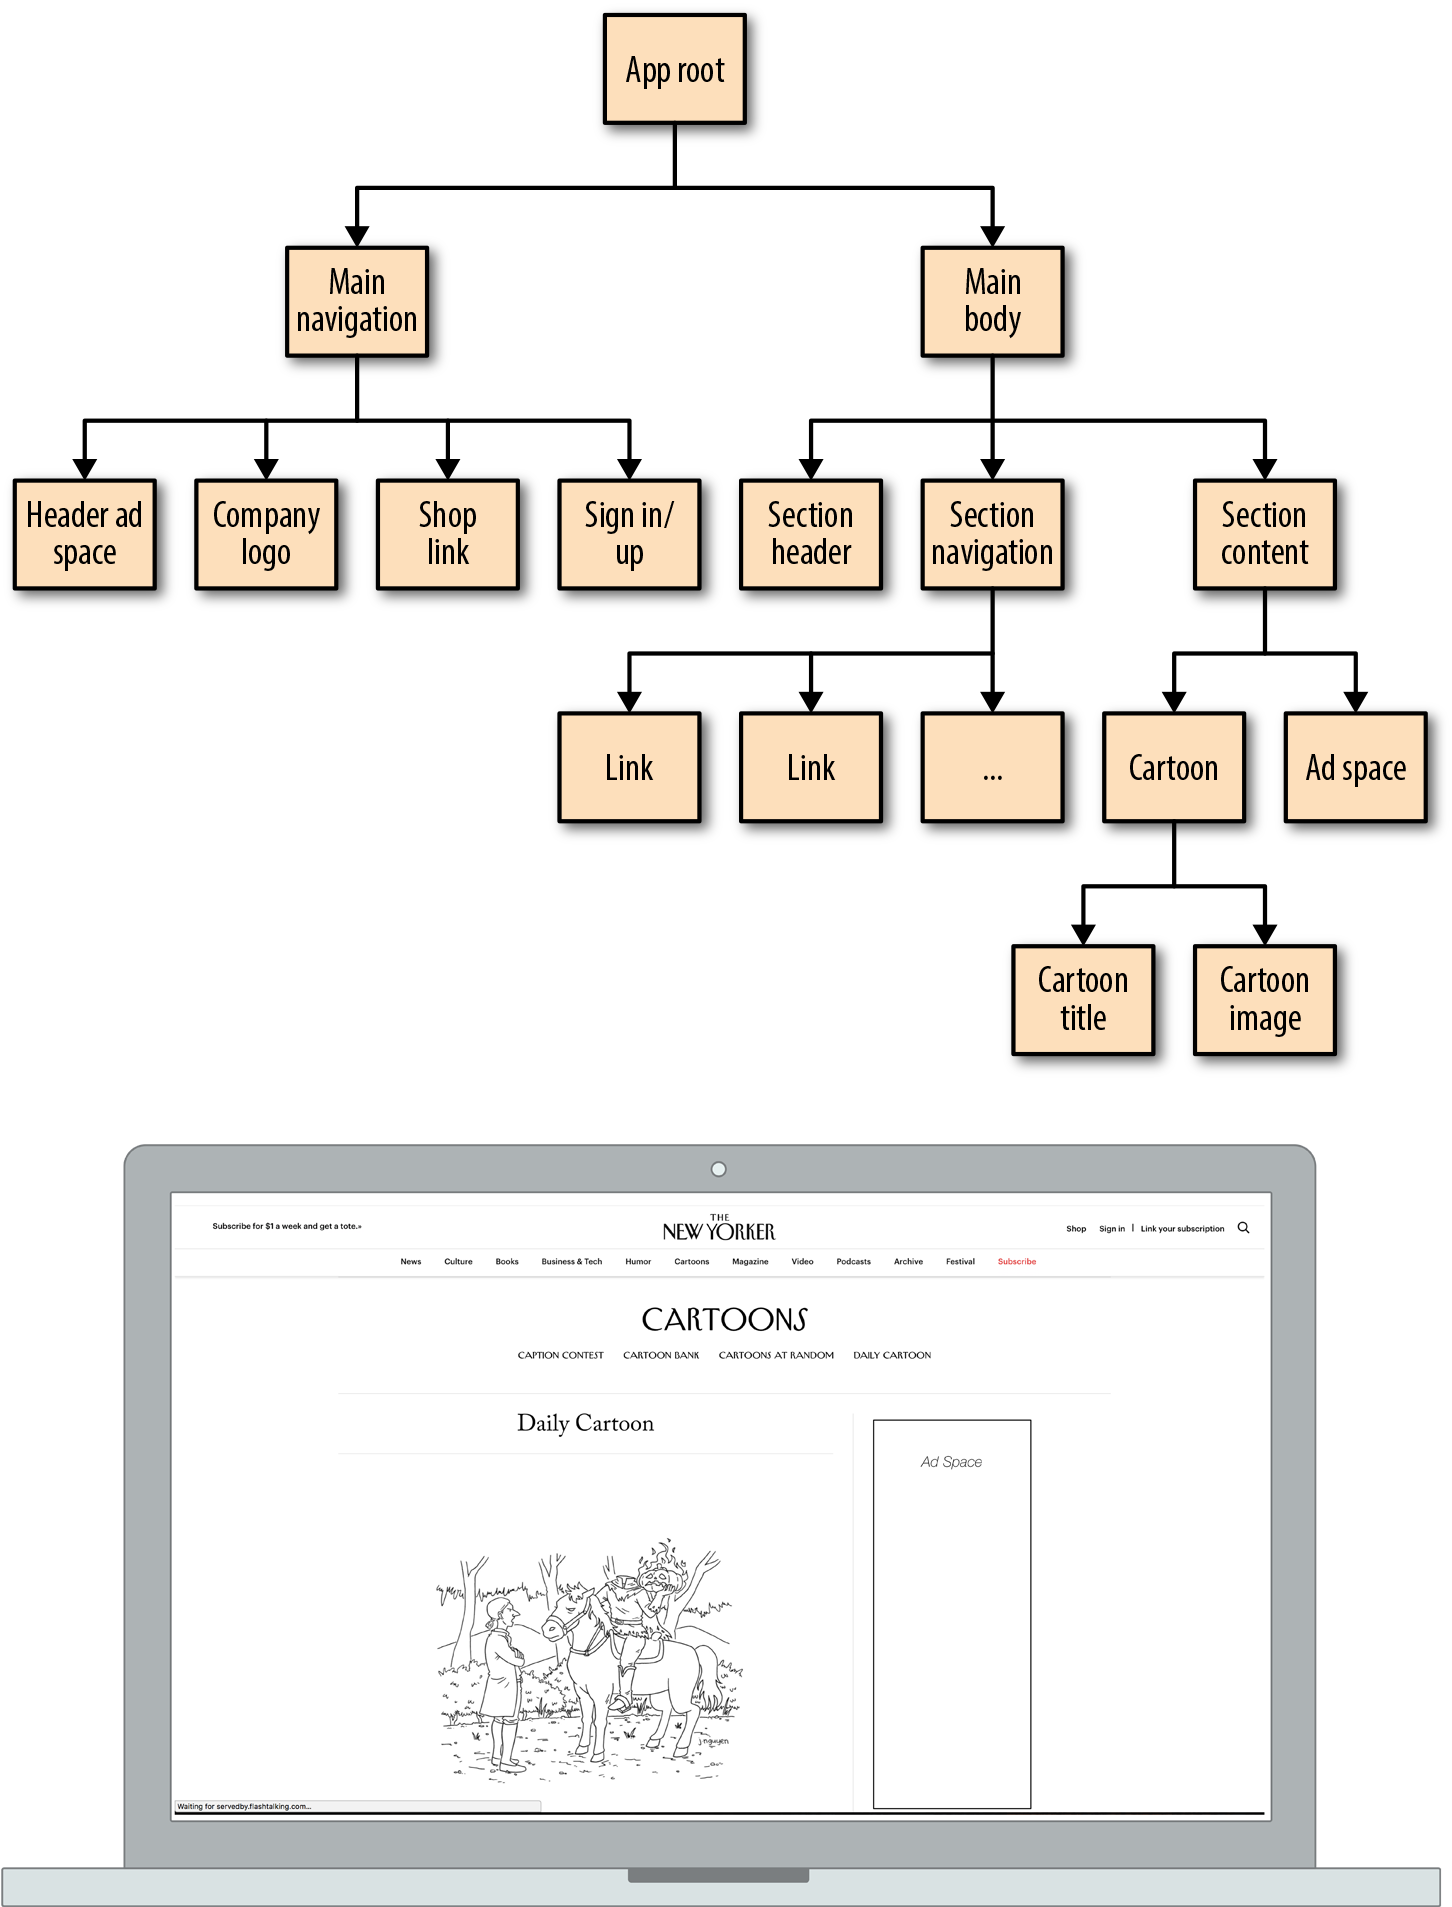 App root
Main
navigation
Main
body
Header ad
space
Company
logo
Shop
link
Sign in/
up
Section
header
Section
navigation
Section
content
Link
Link
...
Cartoon
Ad space
Cartoon
title
Cartoon
image
Subscribe for $1 a week and get a tote.»
THE
NEW YORKER
Shop Sign in | Link your subscription
News Culture Books Business & Tech Humor Cartoons Magazine Video Podcasts Archive Festival Subscribe
CARTOONS
CAPTION CONTEST CARTOON BANK CARTOONS AT RANDOM DAILY CARTOON
Daily Cartoon
Ad Space
j nguyen
Waiting for servedby.flashtalking.com...